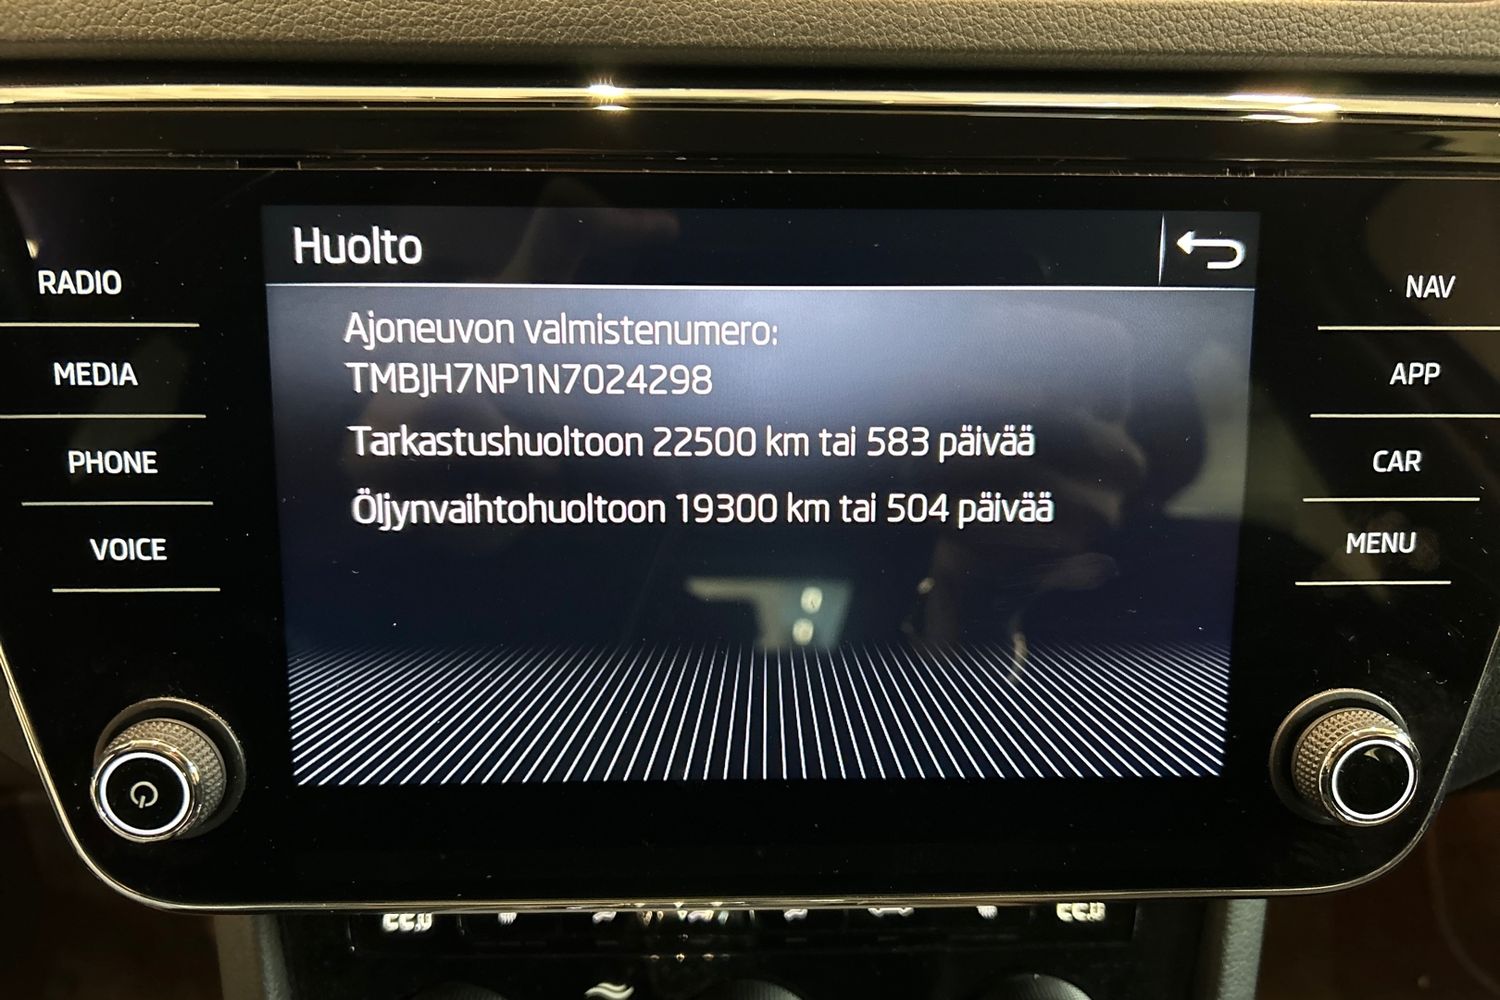 Huolto
RADIO
MEDIA
PHONE
VOICE
Ajoneuvon valmistenumero:
TMBJH7NP1N7024298
Tarkastushuoltoon 22500 km tai 583 päivää
Öljynvaihtohuoltoon 19300 km tai 504 päivää
NAV
APP
CAR
MENU